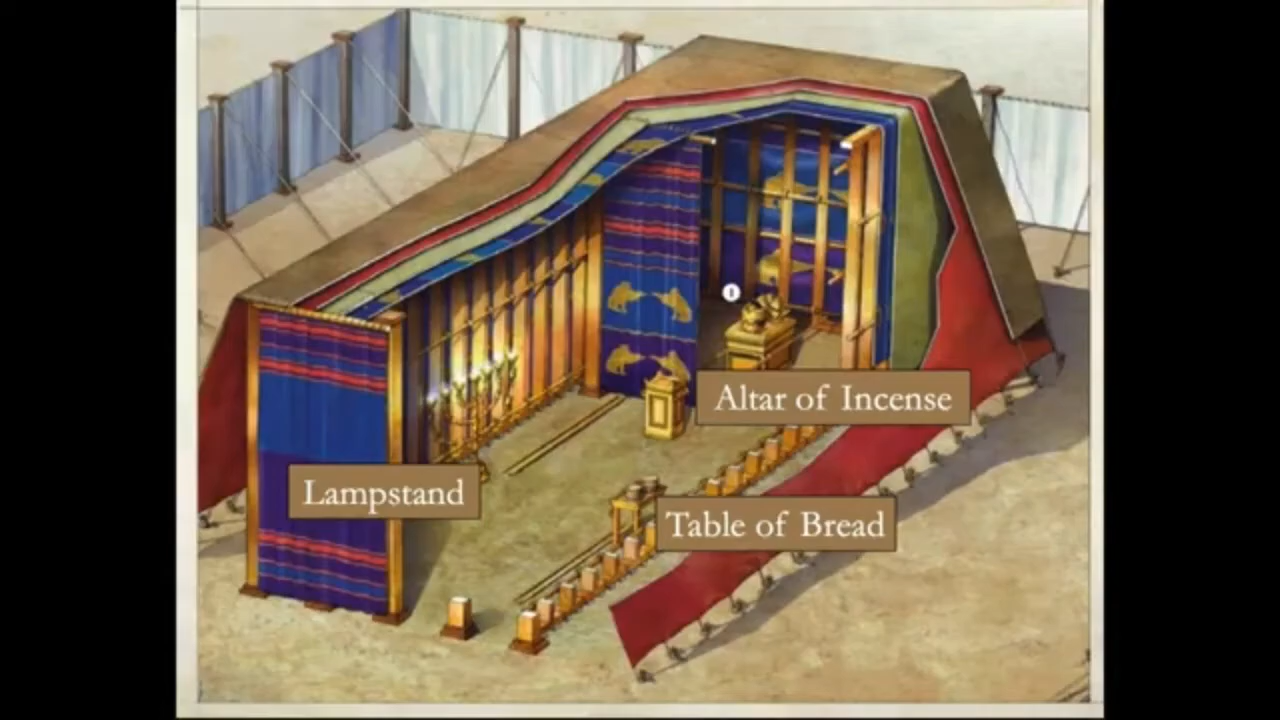 Altar of Incense
Lampstand
Table of Bread